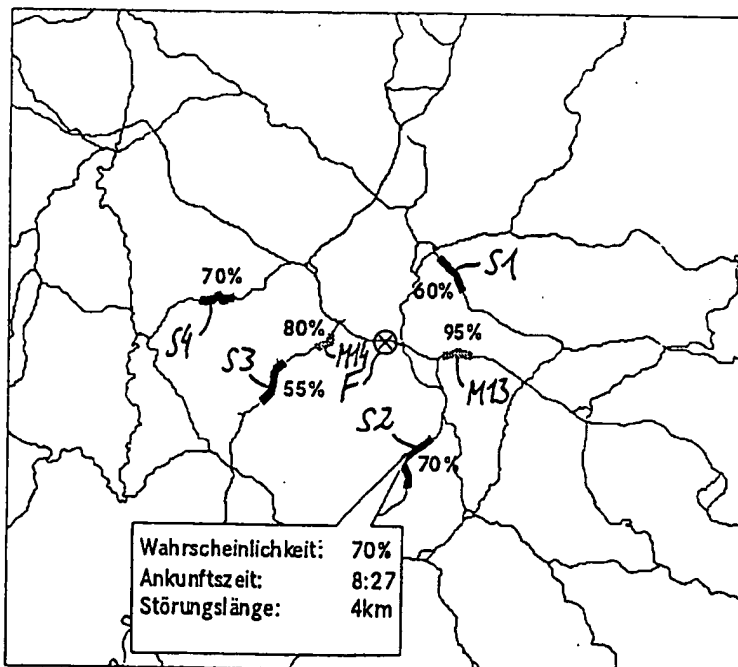 S1
70%
60%
S4
80%
M14
95%
S3
55%
F
M13
S2
70%
Wahrscheinlichkeit: 70%
Ankunftszeit: 8:27
Störungslänge: 4km